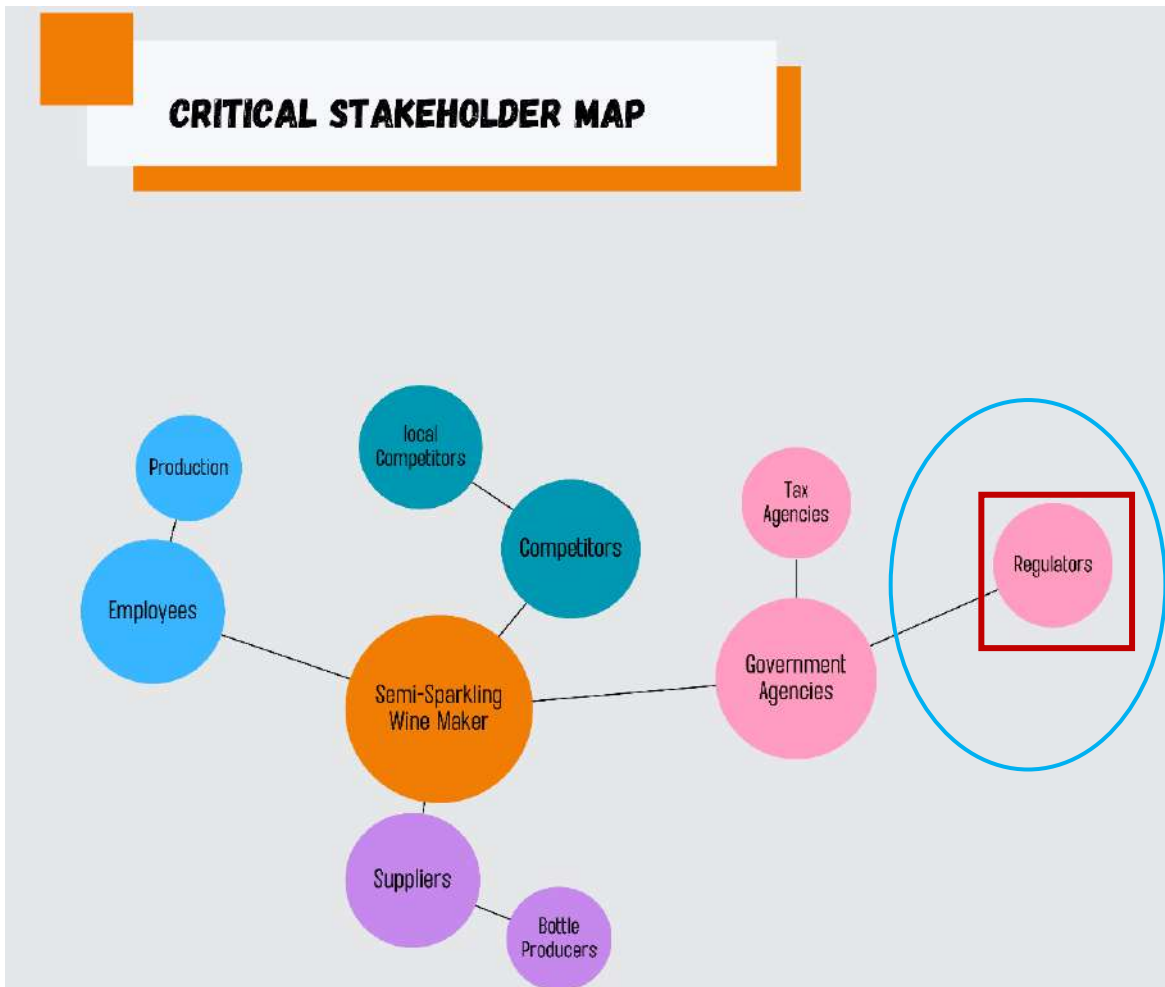 CRITICAL STAKEHOLDER MAP
local
Competitors
Production
Competitors
Tax
Agencies
Regulators
Employees
Government
Agencies
Semi-Sparkling
Wine Maker
Suppliers
Bottle
Producers